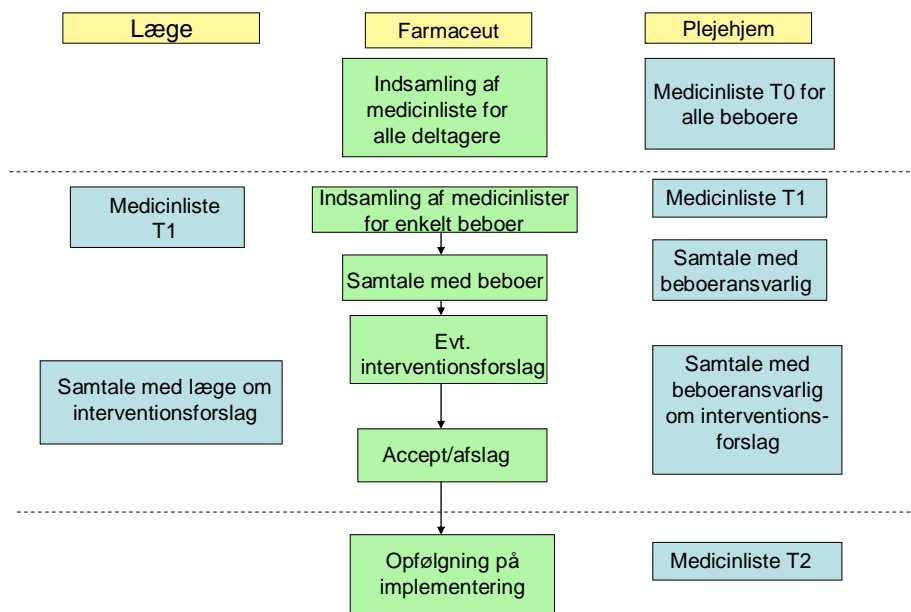 Læge
Farmaceut
Plejehjem
Indsamling af
medicinliste for
alle deltagere
Medicinliste T0 for
alle beboere
Medicinliste
T1
Indsamling af medicinlister
for enkelt beboer
Medicinliste T1
Samtale med beboer
Samtale med
beboeransvarlig
Evt.
interventionsforslag
Samtale med læge om
interventionsforslag
Samtale med
beboeransvarlig
om interventions-
forslag
Accept/afslag
Opfølgning på
implementering
Medicinliste T2